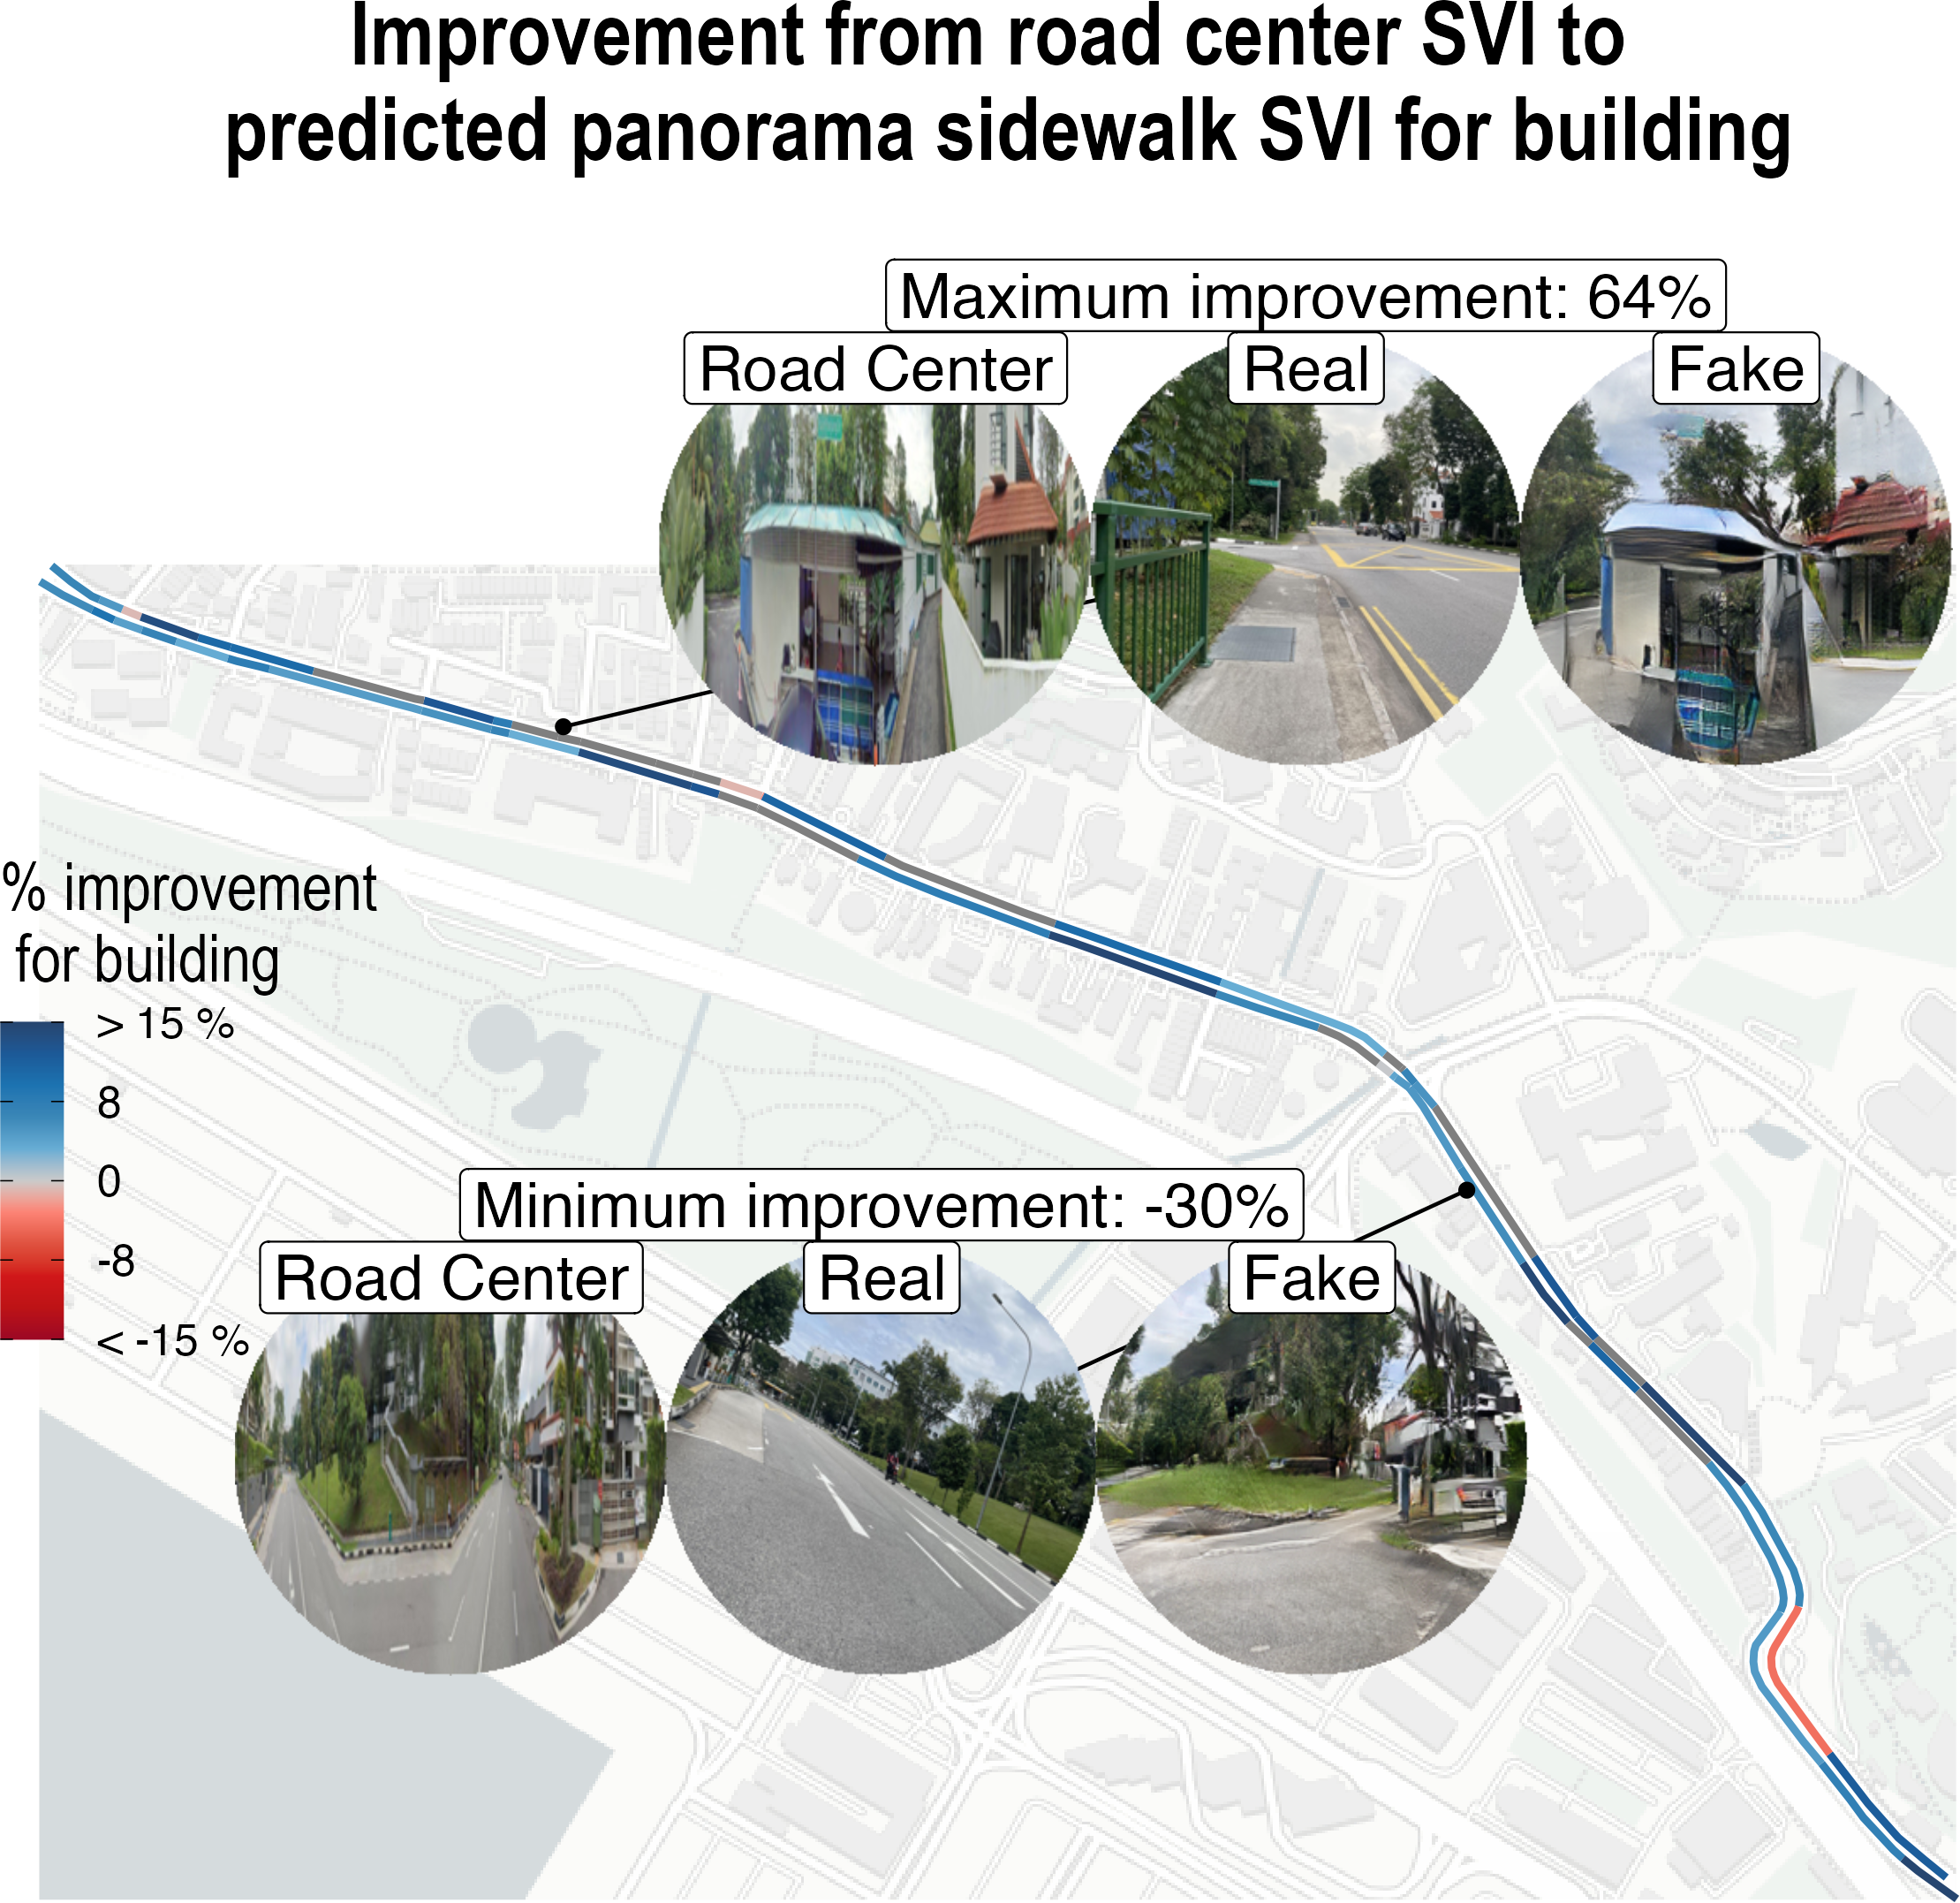 Improvement from road center SVI to
predicted panorama sidewalk SVI for building
Maximum improvement: 64%
Road Center
Real
Fake
% improvement
for building
> 15 %
8
0
-8
< -15 %
Minimum improvement: -30%
Road Center
Real
Fake